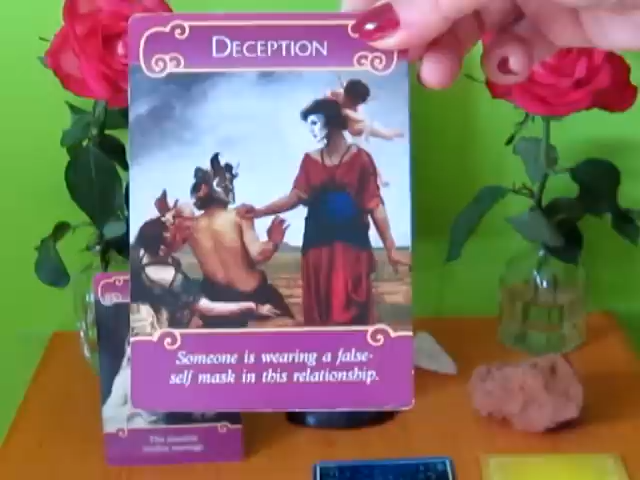 DECEPTION
Someone is wearing a false-
self mask in this relationship.